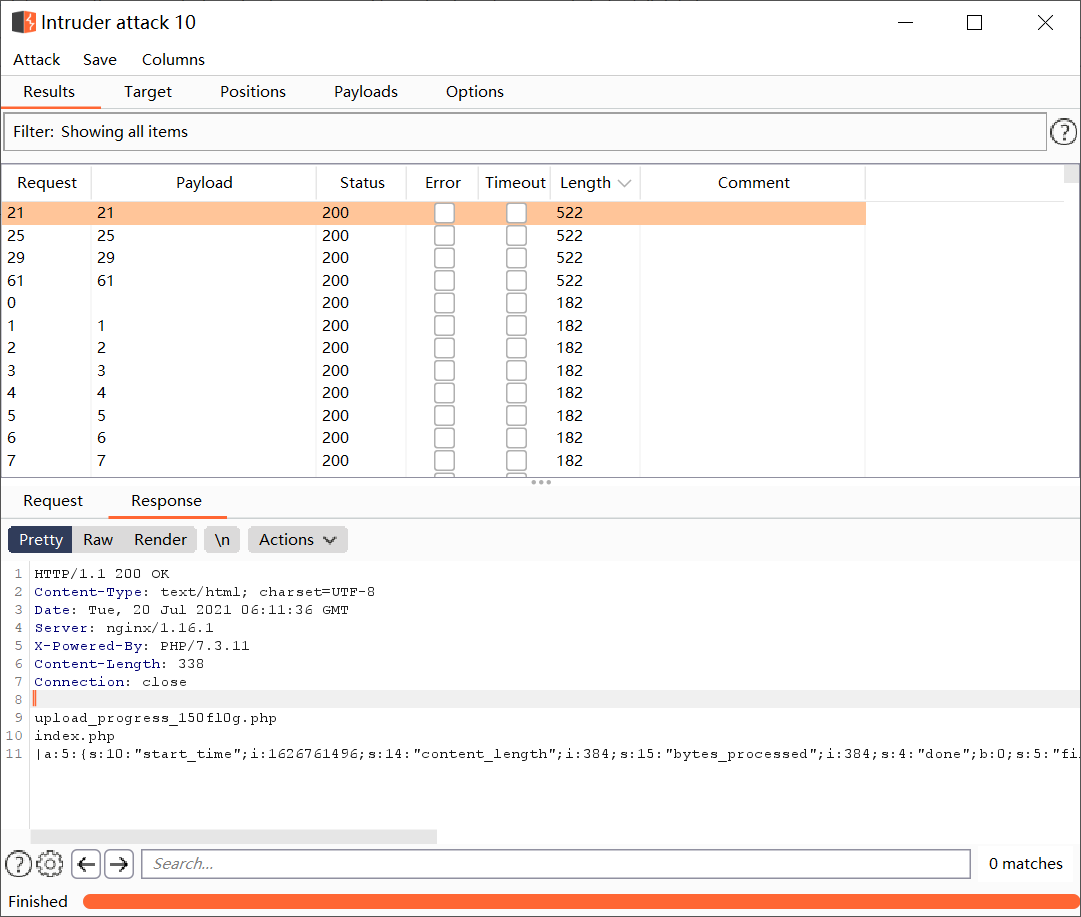 Intruder attack 10
Attack Save Columns
Results Target Positions Payloads Options
Filter: Showing all items ?
Request Payload Status Error Timeout Length Comment
21 21 200 522
25 25 200 522
29 29 200 522
61 61 200 522
0 200 182
1 1 200 182
2 2 200 182
3 3 200 182
4 4 200 182
5 5 200 182
6 6 200 182
7 7 200 182
Request Response
Pretty Raw Render \n Actions
1 HTTP/1.1 200 OK
2 Content-Type: text/html; charset=UTF-8
3 Date: Tue, 20 Jul 2021 06:11:36 GMT
4 Server: nginx/1.16.1
5 X-Powered-By: PHP/7.3.11
6 Content-Length: 338
7 Connection: close
8
9 upload_progress_150fl0g.php
10 index.php
11 |a:5:{s:10:"start_time";i:1626761496;s:14:"content_length";i:384;s:15:"bytes_processed";i:384;s:4:"done";b:0;s:5:"fi
? Search... 0 matches
Finished